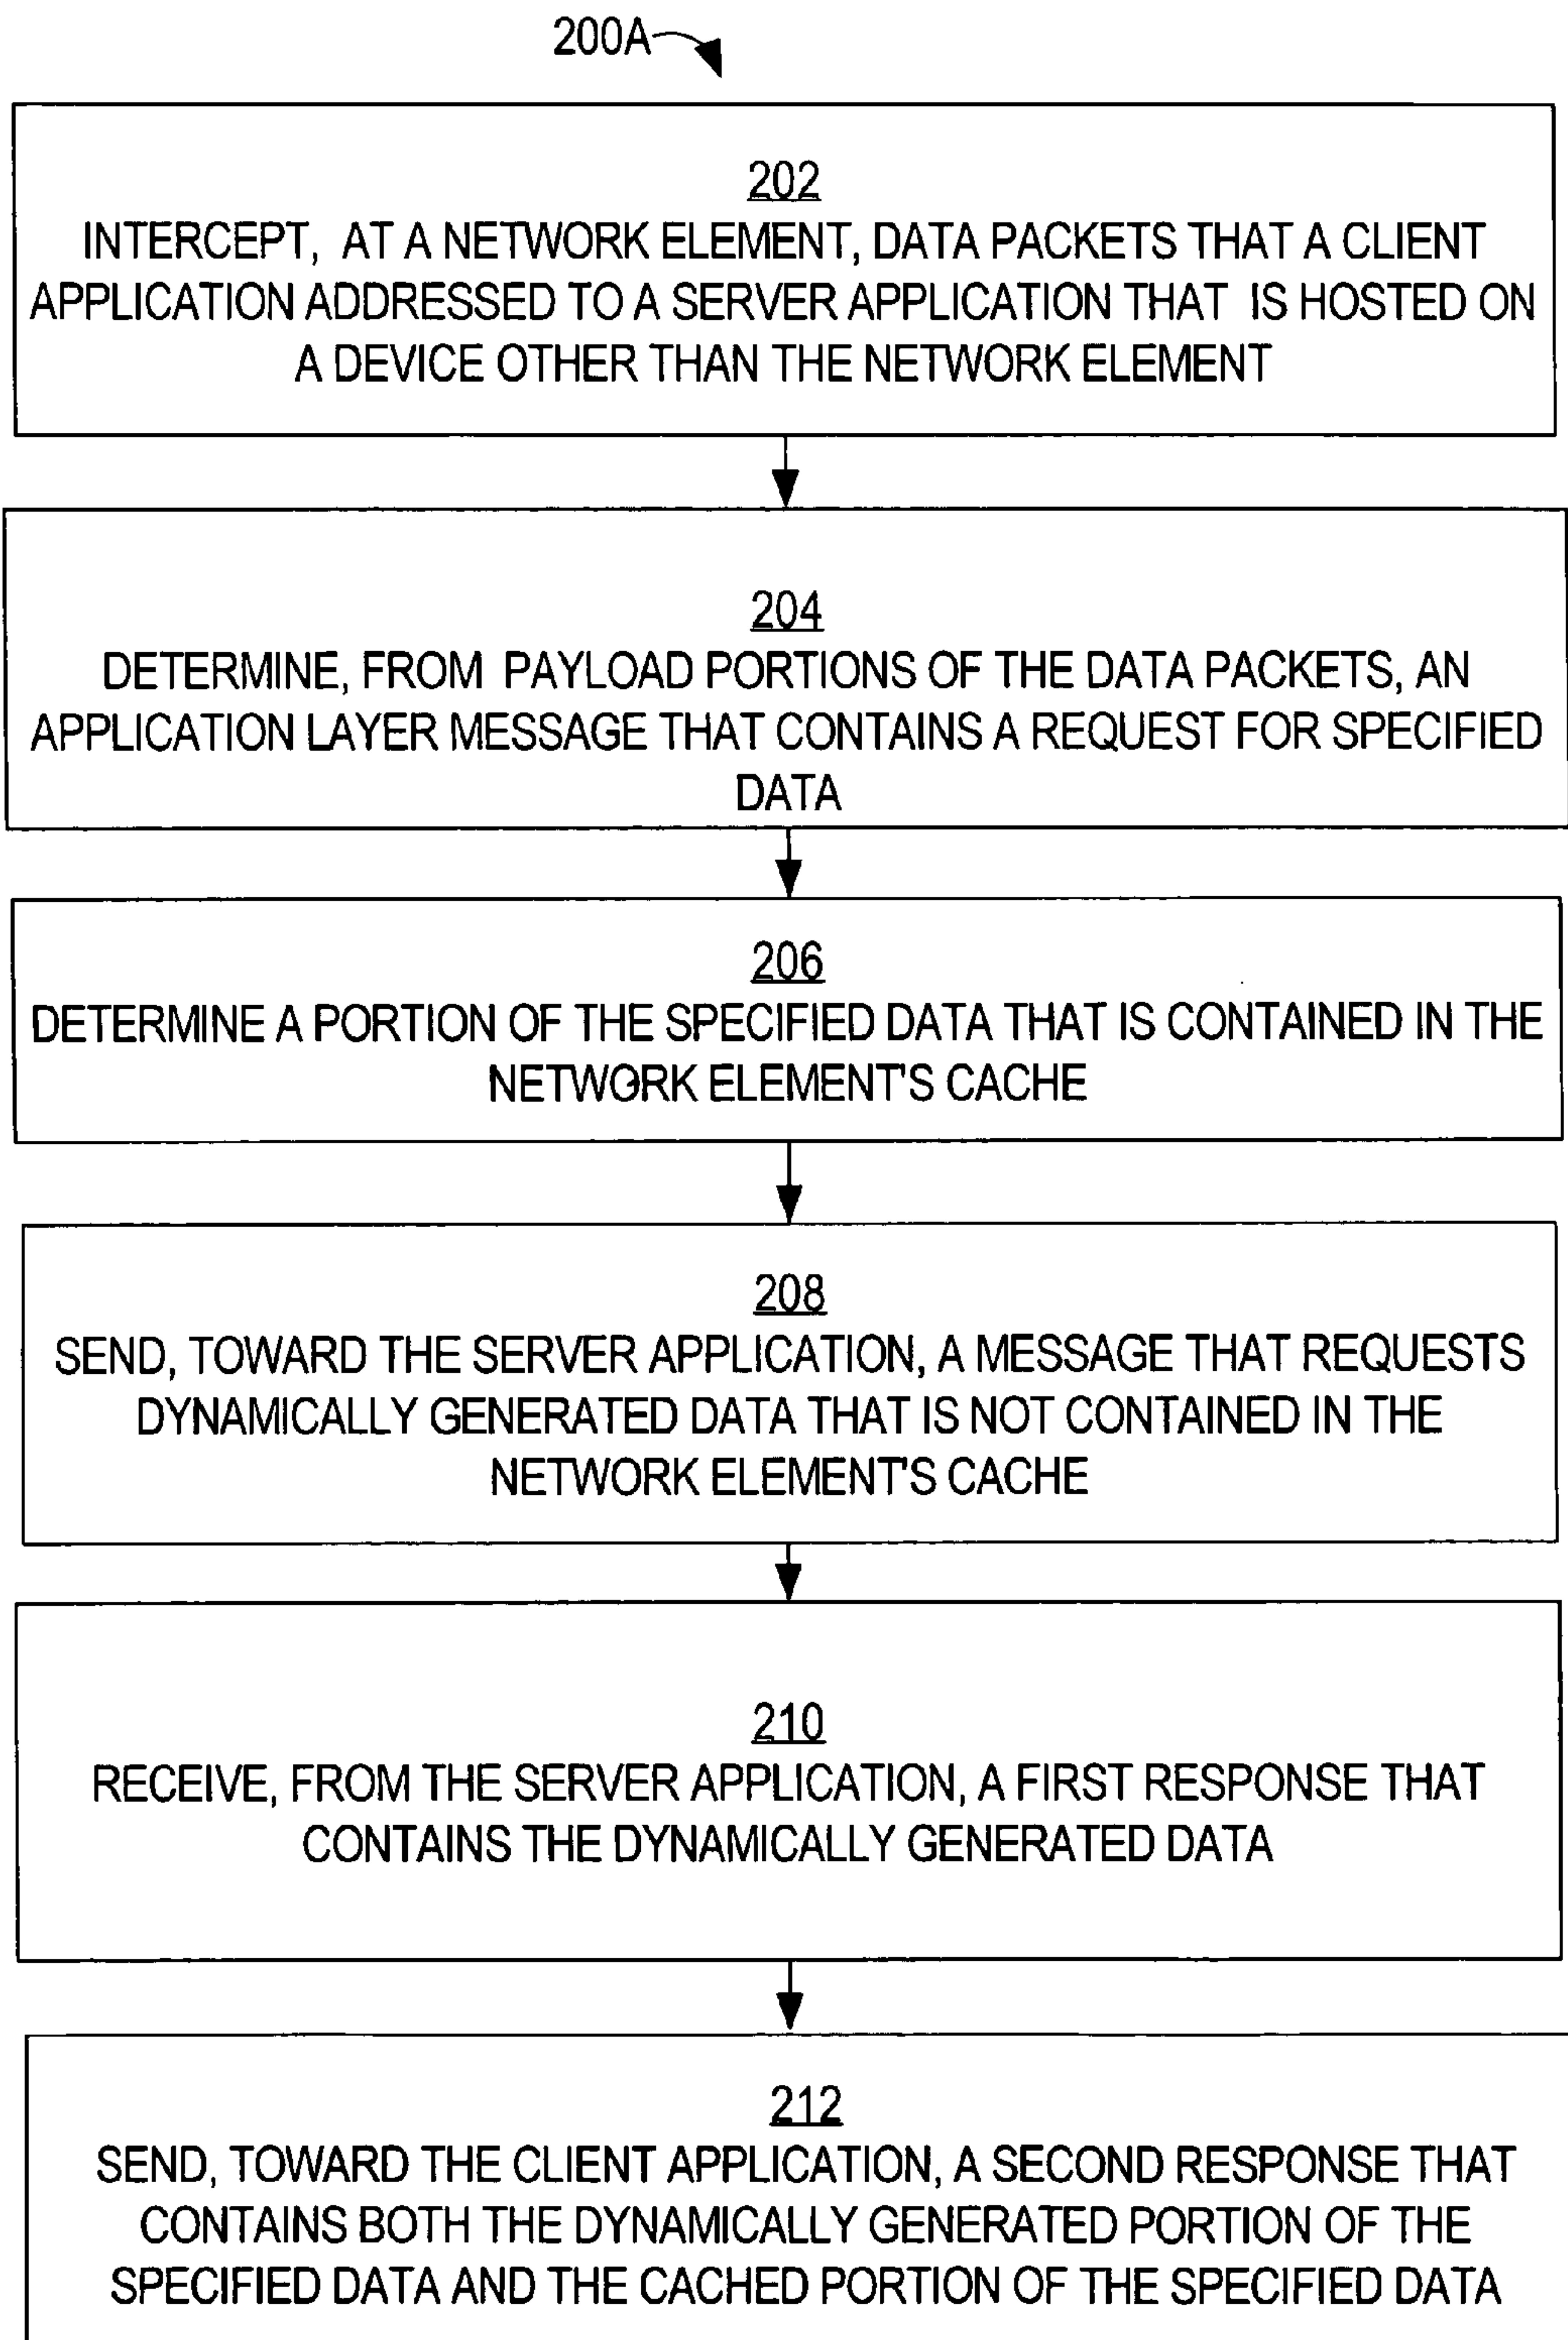 200A
202
INTERCEPT, AT A NETWORK ELEMENT, DATA PACKETS THAT A CLIENT
APPLICATION ADDRESSED TO A SERVER APPLICATION THAT IS HOSTED ON
A DEVICE OTHER THAN THE NETWORK ELEMENT
204
DETERMINE, FROM PAYLOAD PORTIONS OF THE DATA PACKETS, AN
APPLICATION LAYER MESSAGE THAT CONTAINS A REQUEST FOR SPECIFIED
DATA
206
DETERMINE A PORTION OF THE SPECIFIED DATA THAT IS CONTAINED IN THE
NETWORK ELEMENT'S CACHE
208
SEND, TOWARD THE SERVER APPLICATION, A MESSAGE THAT REQUESTS
DYNAMICALLY GENERATED DATA THAT IS NOT CONTAINED IN THE
NETWORK ELEMENT'S CACHE
210
RECEIVE, FROM THE SERVER APPLICATION, A FIRST RESPONSE THAT
CONTAINS THE DYNAMICALLY GENERATED DATA
212
SEND, TOWARD THE CLIENT APPLICATION, A SECOND RESPONSE THAT
CONTAINS BOTH THE DYNAMICALLY GENERATED PORTION OF THE
SPECIFIED DATA AND THE CACHED PORTION OF THE SPECIFIED DATA